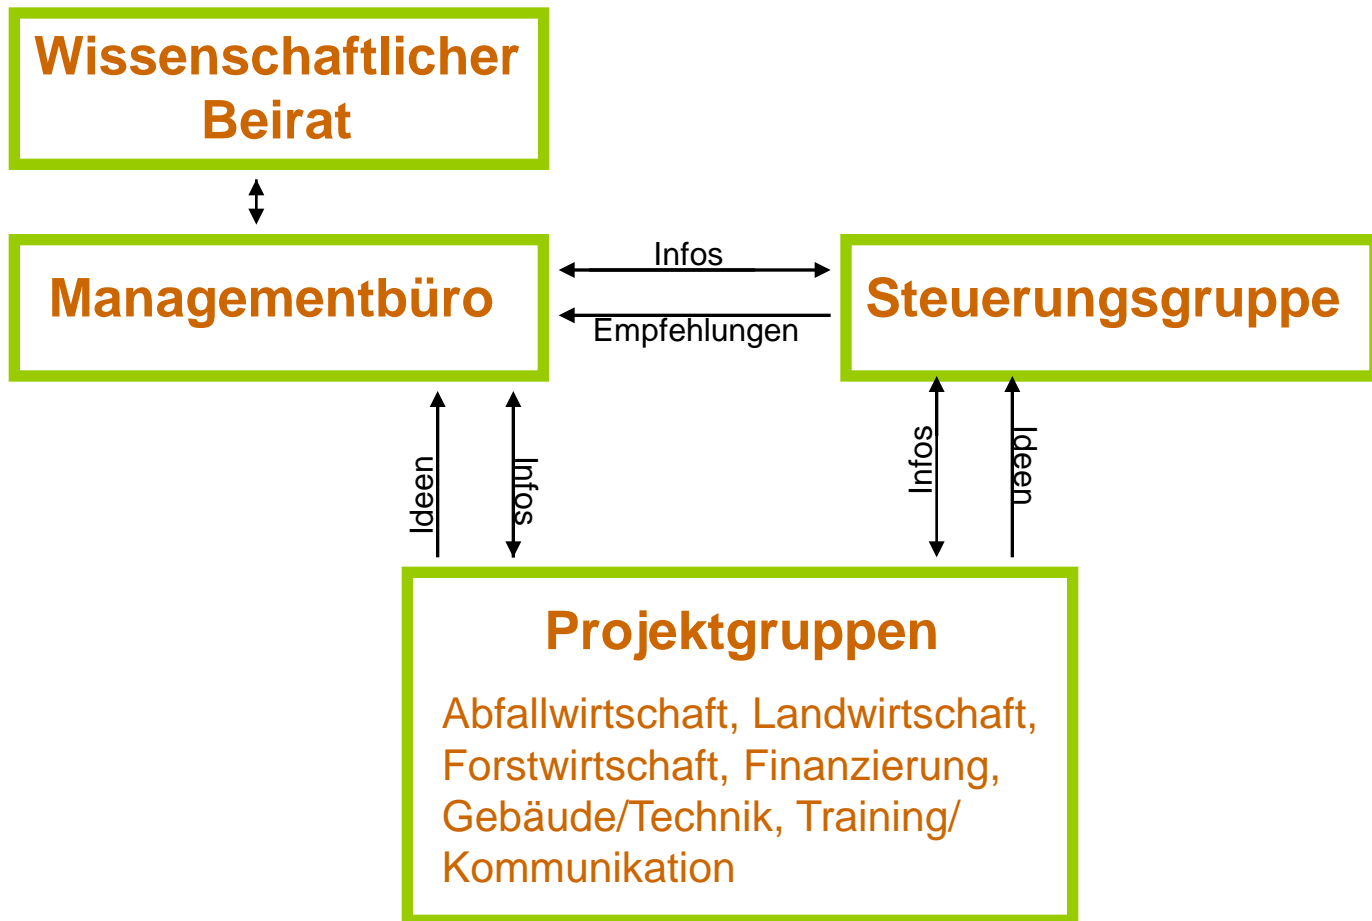 Wissenschaftlicher
Beirat
Managementbüro
Infos
Empfehlungen
Steuerungsgruppe
Ideen
Infos
Infos
Ideen
Projektgruppen
Abfallwirtschaft, Landwirtschaft,
Forstwirtschaft, Finanzierung,
Gebäude/Technik, Training/
Kommunikation